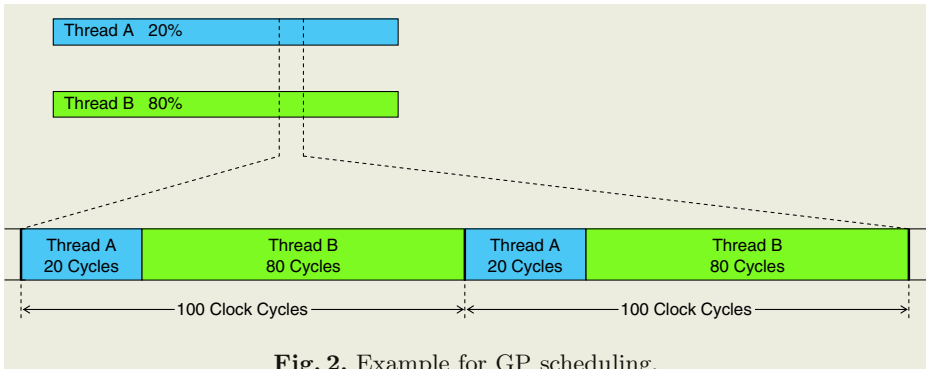 Thread A 20%
Thread B 80%
Thread A Thread B Thread A Thread B
20 Cycles 80 Cycles 20 Cycles 80 Cycles
100 Clock Cycles 100 Clock Cycles
Fig. 2. Example for GP scheduling.